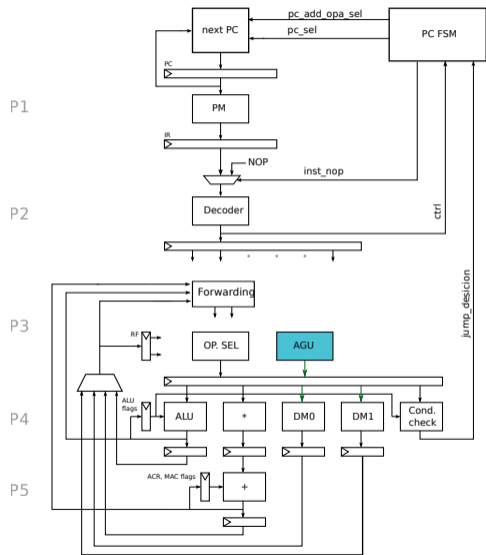 pc_add_opa_sel
next PC
pc_sel
PC FSM
PC
P1
PM
IR
NOP
inst_nop
P2
Decoder
ctrl
Forwarding
P3
RF
OP. SEL
AGU
jump_desicion
ALU
flags
P4
ALU
*
DM0
DM1
Cond.
check
P5
ACR, MAC flags
+